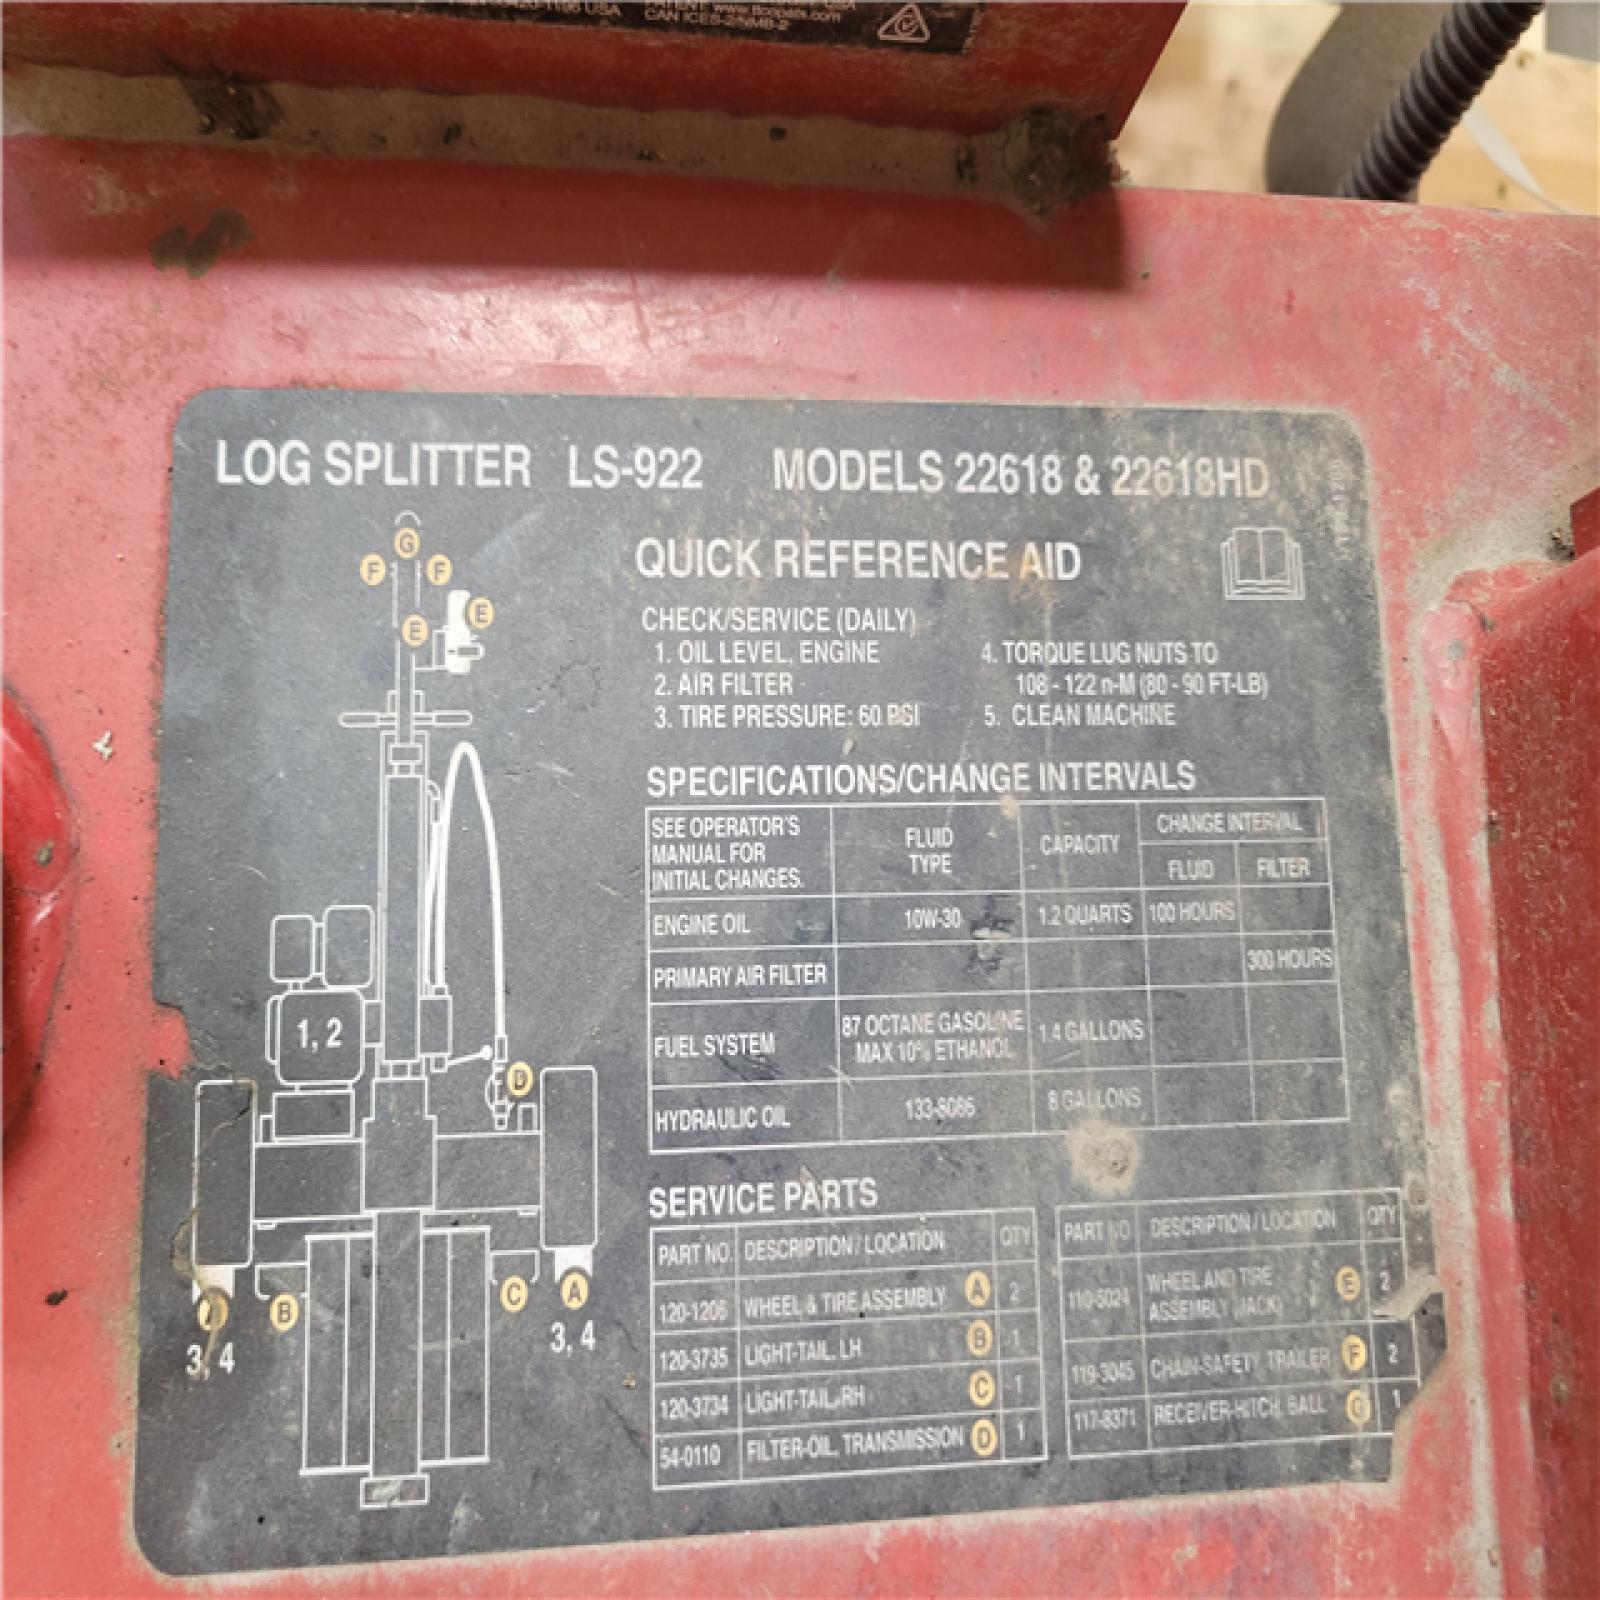 CAN ICES-2/NMB-2
LOG SPLITTER LS-922 MODELS 22618 & 22618HD
G
F F
E E
1, 2
D
A B C A
3, 4 3, 4
QUICK REFERENCE AID
CHECK/SERVICE (DAILY)
1. OIL LEVEL, ENGINE
2. AIR FILTER
3. TIRE PRESSURE: 60 PSI
4. TORQUE LUG NUTS TO
108 - 122 n-M (80 - 90 FT-LB)
5. CLEAN MACHINE
SPECIFICATIONS/CHANGE INTERVALS
SEE OPERATOR'S
MANUAL FOR
INITIAL CHANGES.
FLUID
TYPE
CAPACITY
CHANGE INTERVAL
FLUID FILTER
ENGINE OIL 10W-30 1.2 QUARTS 100 HOURS
PRIMARY AIR FILTER 300 HOURS
FUEL SYSTEM 87 OCTANE GASOLINE
MAX 10% ETHANOL 1.4 GALLONS
HYDRAULIC OIL 133-8086 8 GALLONS
SERVICE PARTS
PART NO. DESCRIPTION / LOCATION QTY
120-1206 WHEEL & TIRE ASSEMBLY A 2
120-3735 LIGHT-TAIL, LH B 1
120-3734 LIGHT-TAIL, RH C 1
54-0110 FILTER-OIL, TRANSMISSION D 1
PART NO. DESCRIPTION / LOCATION QTY
110-5024 WHEEL AND TIRE
ASSEMBLY (JACK) E 2
119-3045 CHAIN-SAFETY, TRAILER F 2
117-8371 RECEIVER-HITCH, BALL G 1